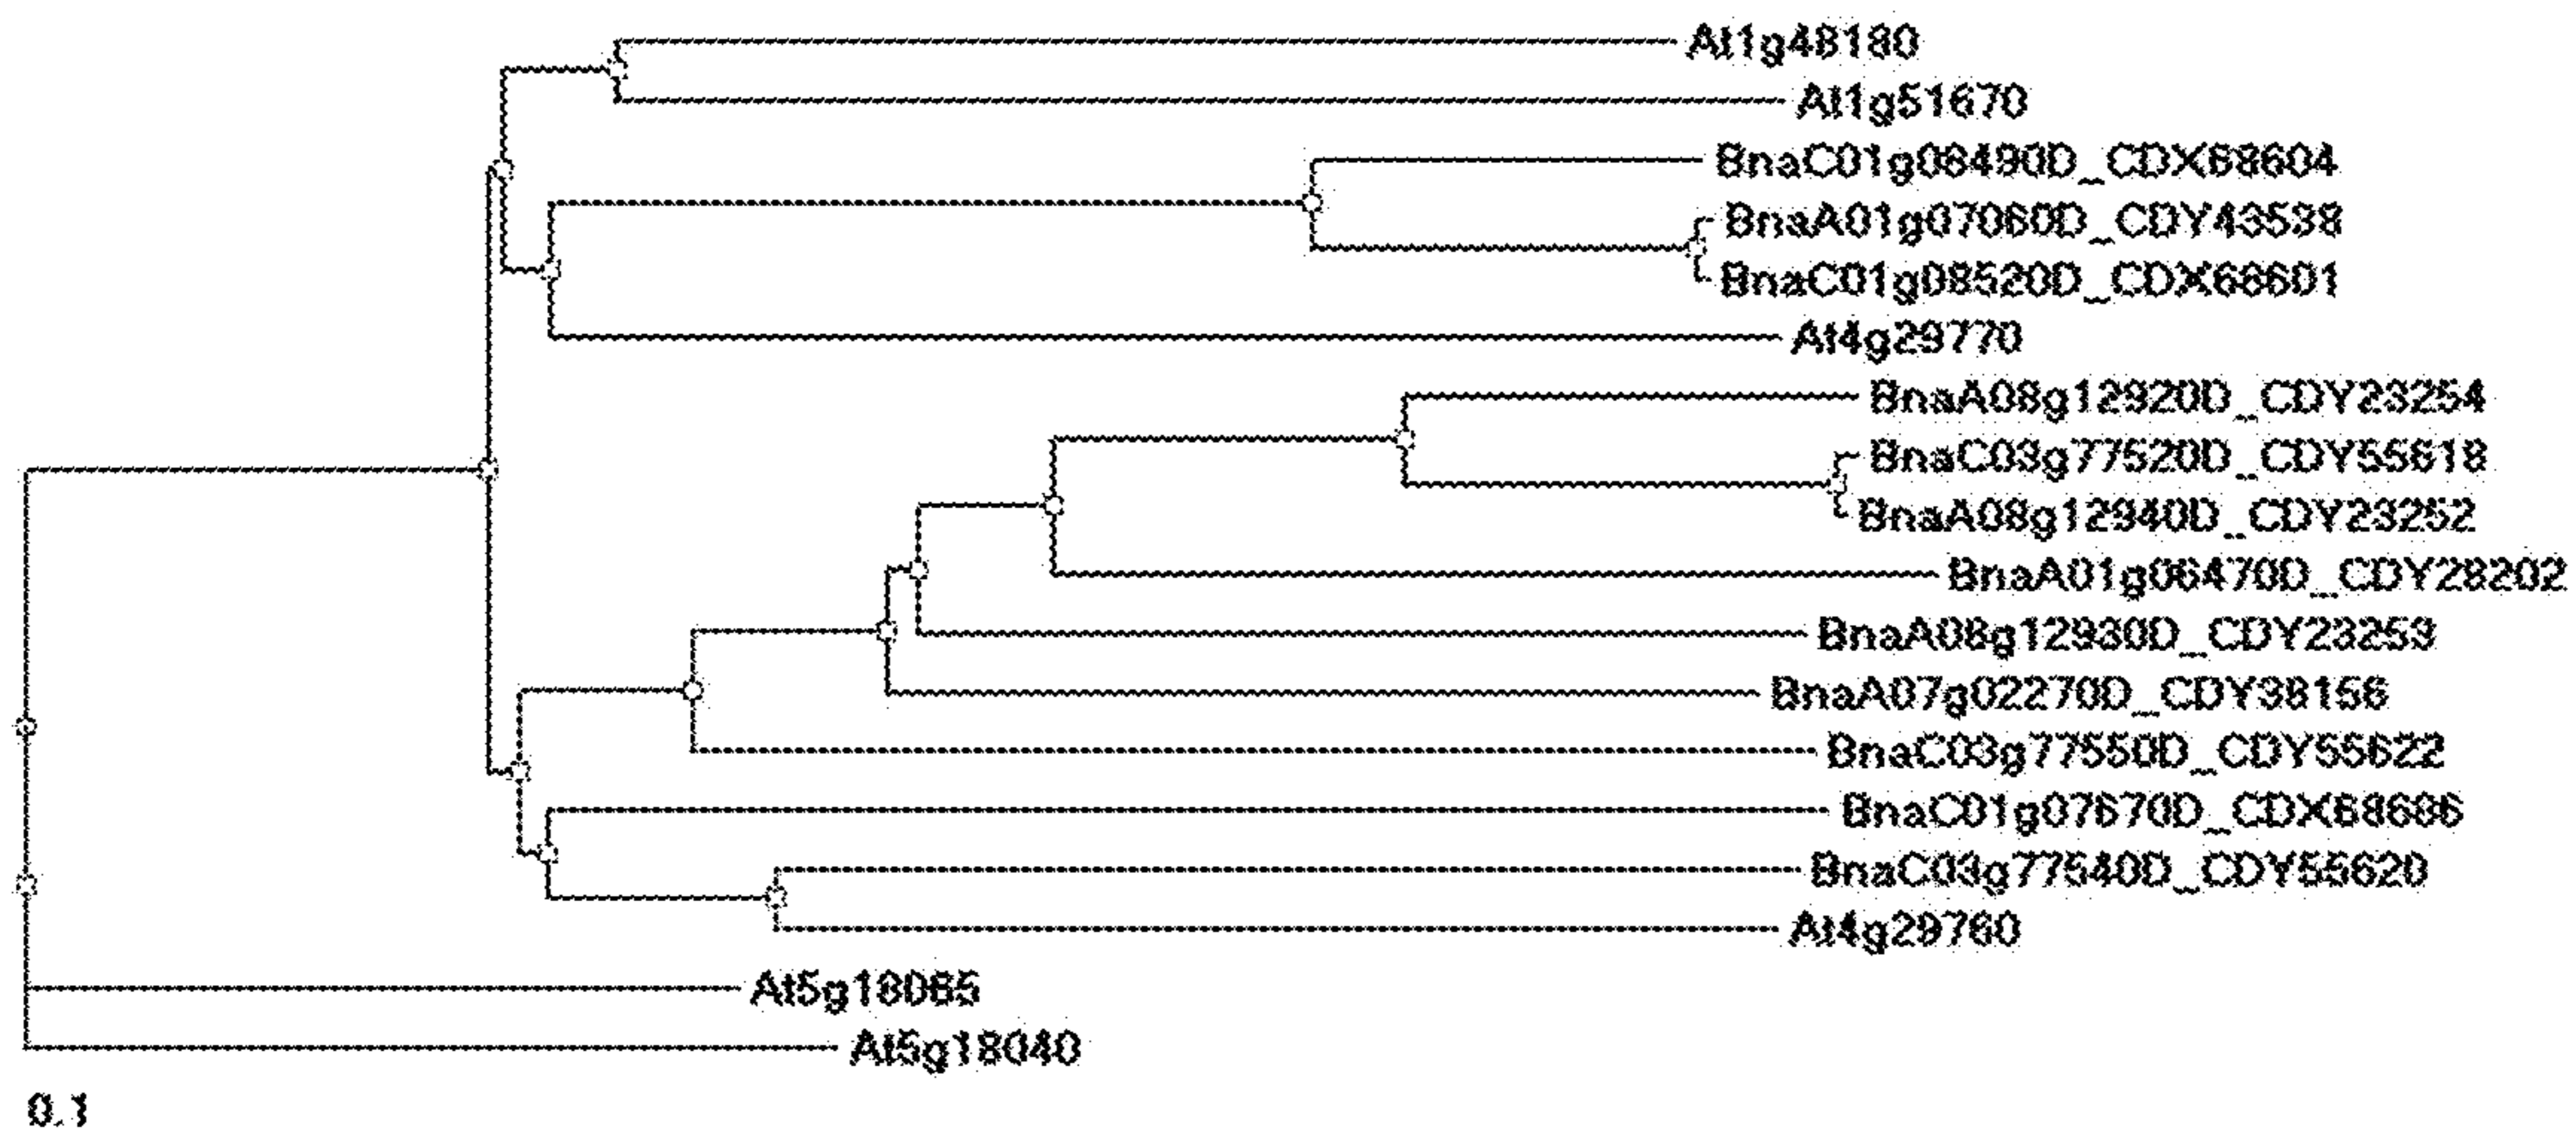 At1g48180
At1g51670
BnaC01g08490D_CDX68604
BnaA01g07060D_CDY43538
BnaC01g08520D_CDX68601
At4g29770
BnaA08g12920D_CDY23254
BnaC03g77520D_CDY55618
BnaA08g12940D_CDY23252
BnaA01g06470D_CDY28202
BnaA08g12930D_CDY23253
BnaA07g02270D_CDY38156
BnaC03g77550D_CDY55622
BnaC01g07670D_CDX68686
BnaC03g77540D_CDY55620
At4g29760
At5g18065
At5g18040
0.1